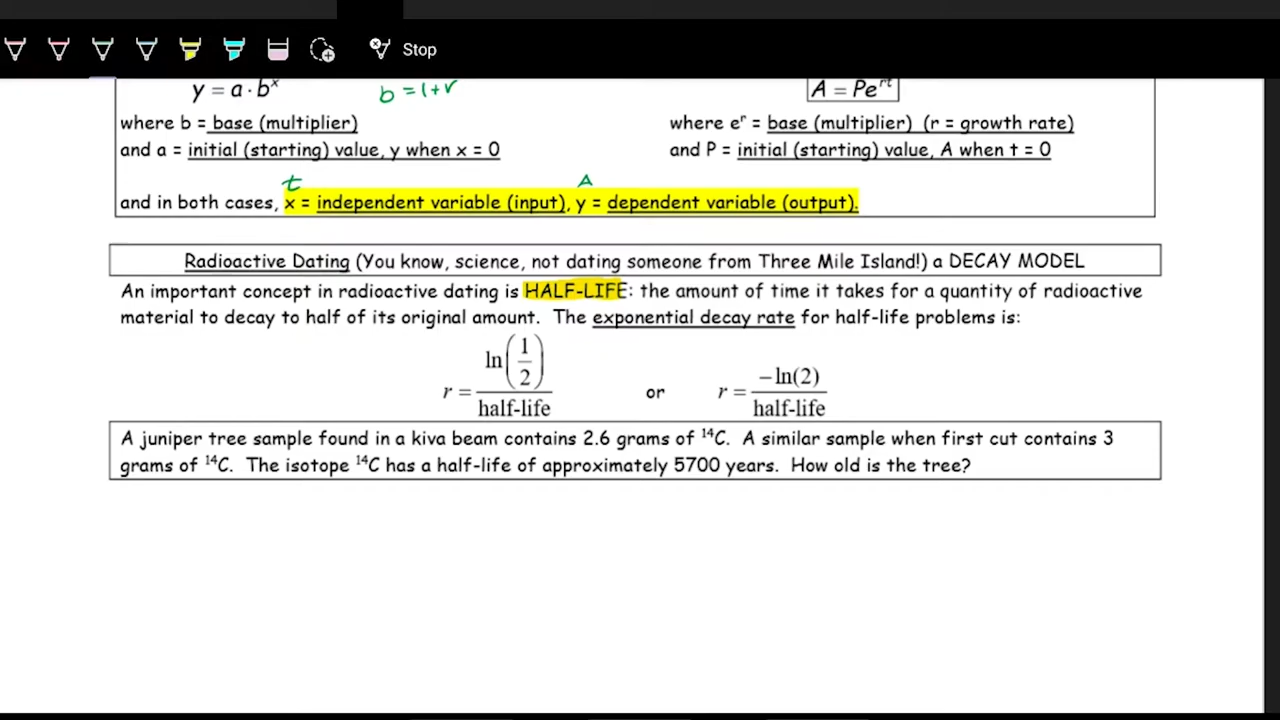 Stop
y = a · bˣ b = 1+r A = Peʳᵗ
where b = base (multiplier) where eʳ = base (multiplier) (r = growth rate)
and a = initial (starting) value, y when x = 0 and P = initial (starting) value, A when t = 0
t A
and in both cases, x = independent variable (input), y = dependent variable (output).
Radioactive Dating (You know, science, not dating someone from Three Mile Island!) a DECAY MODEL
An important concept in radioactive dating is HALF-LIFE: the amount of time it takes for a quantity of radioactive
material to decay to half of its original amount. The exponential decay rate for half-life problems is:
r = ln(1/2) / half-life or r = −ln(2) / half-life
A juniper tree sample found in a kiva beam contains 2.6 grams of ¹⁴C. A similar sample when first cut contains 3
grams of ¹⁴C. The isotope ¹⁴C has a half-life of approximately 5700 years. How old is the tree?